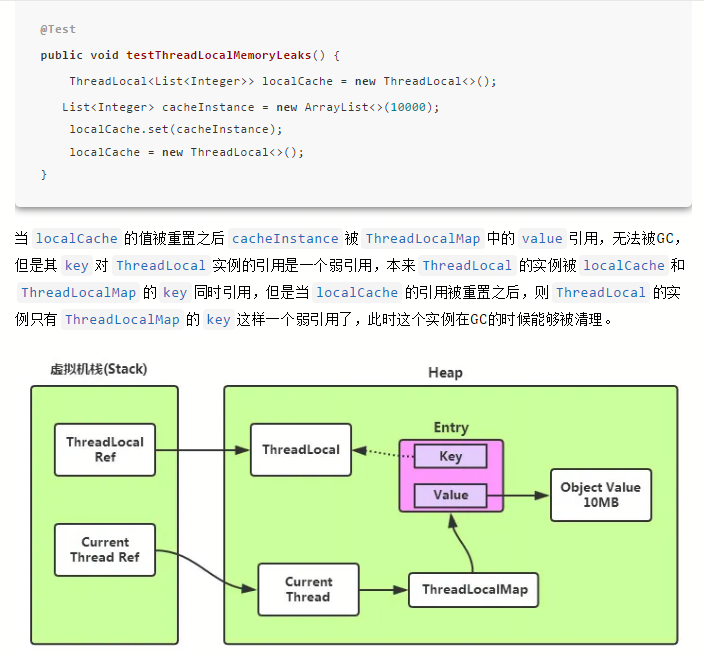 @Test
public void testThreadLocalMemoryLeaks() {
ThreadLocal<List<Integer>> localCache = new ThreadLocal<>();
List<Integer> cacheInstance = new ArrayList<>(10000);
localCache.set(cacheInstance);
localCache = new ThreadLocal<>();
}
当 localCache 的值被重置之后 cacheInstance 被 ThreadLocalMap 中的 value 引用，无法被GC，
但是其 key 对 ThreadLocal 实例的引用是一个弱引用，本来 ThreadLocal 的实例被 localCache 和
ThreadLocalMap 的 key 同时引用，但是当 localCache 的引用被重置之后，则 ThreadLocal 的实
例只有 ThreadLocalMap 的 key 这样一个弱引用了，此时这个实例在GC的时候能够被清理。
虚拟机栈(Stack)
Heap
ThreadLocal
Ref
ThreadLocal
Entry
Key
Value
Object Value
10MB
Current
Thread Ref
Current
Thread
ThreadLocalMap